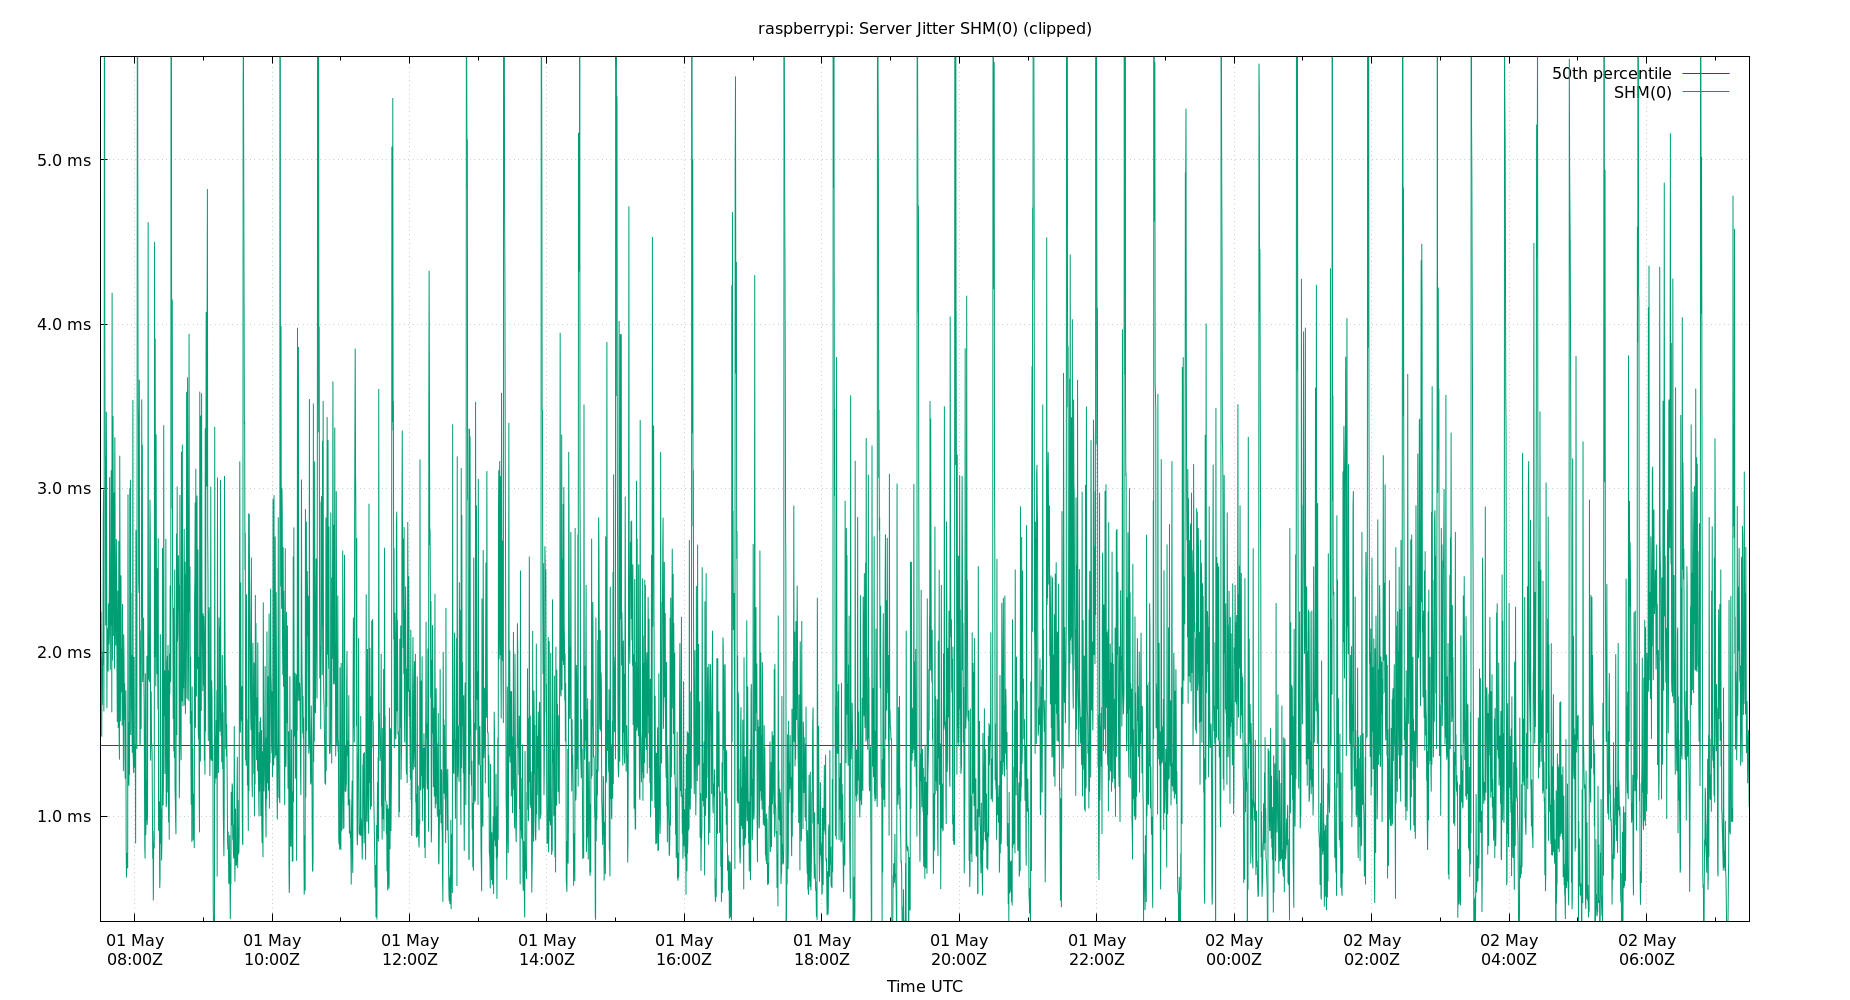 raspberrypi: Server Jitter SHM(0) (clipped)
50th percentile
SHM(0)
5.0 ms
4.0 ms
3.0 ms
2.0 ms
1.0 ms
01 May 01 May 01 May 01 May 01 May 01 May 01 May 01 May 02 May 02 May 02 May 02 May
08:00Z 10:00Z 12:00Z 14:00Z 16:00Z 18:00Z 20:00Z 22:00Z 00:00Z 02:00Z 04:00Z 06:00Z
Time UTC